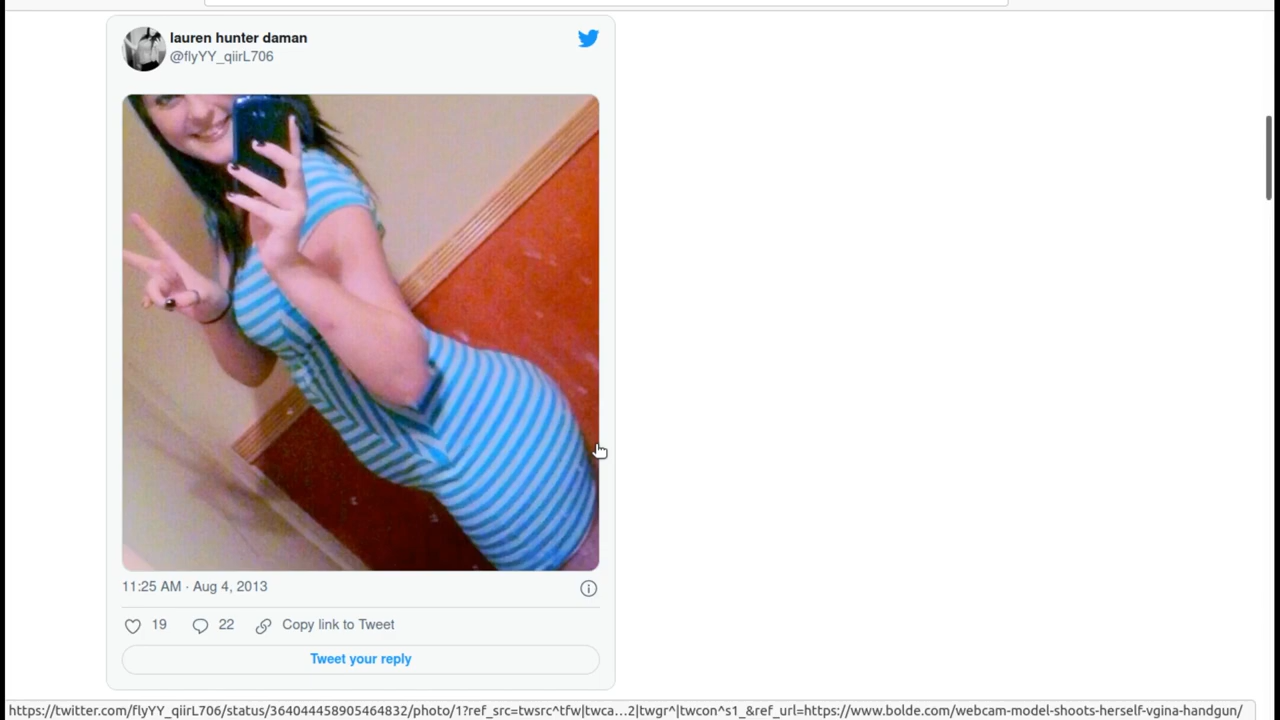 lauren hunter daman
@flyYY_qiirL706
11:25 AM · Aug 4, 2013
19 22 Copy link to Tweet
Tweet your reply
https://twitter.com/flyYY_qiirL706/status/364044458905464832/photo/1?ref_src=twsrc^tfw|twca…2|twgr^|twcon^s1_&ref_url=https://www.bolde.com/webcam-model-shoots-herself-vgina-handgun/